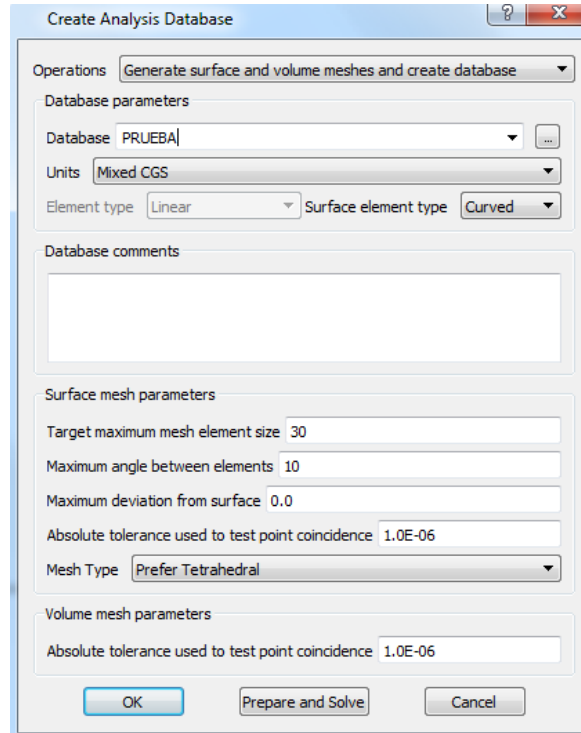 Create Analysis Database
?
X
Operations Generate surface and volume meshes and create database
Database parameters
Database PRUEBA ...
Units Mixed CGS
Element type Linear Surface element type Curved
Database comments
Surface mesh parameters
Target maximum mesh element size 30
Maximum angle between elements 10
Maximum deviation from surface 0.0
Absolute tolerance used to test point coincidence 1.0E-06
Mesh Type Prefer Tetrahedral
Volume mesh parameters
Absolute tolerance used to test point coincidence 1.0E-06
OK Prepare and Solve Cancel